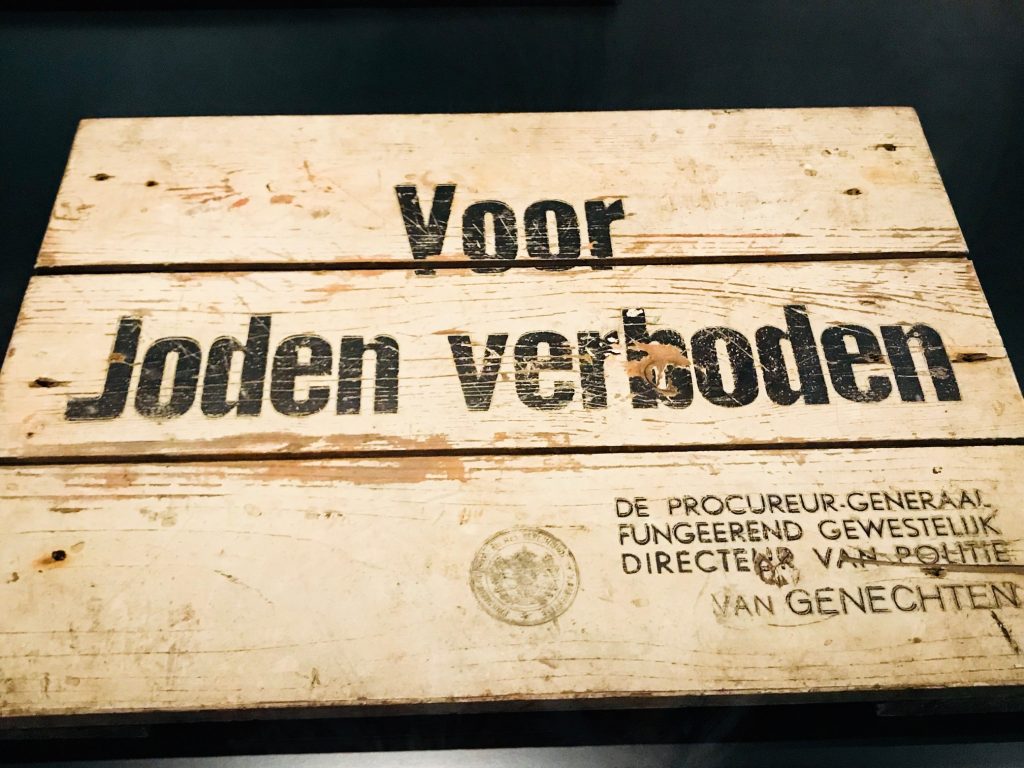 Voor
Joden verboden
DE PROCUREUR-GENERAAL
FUNGEEREND GEWESTELIJK
DIRECTEUR VAN POLITIE
VAN GENECHTEN